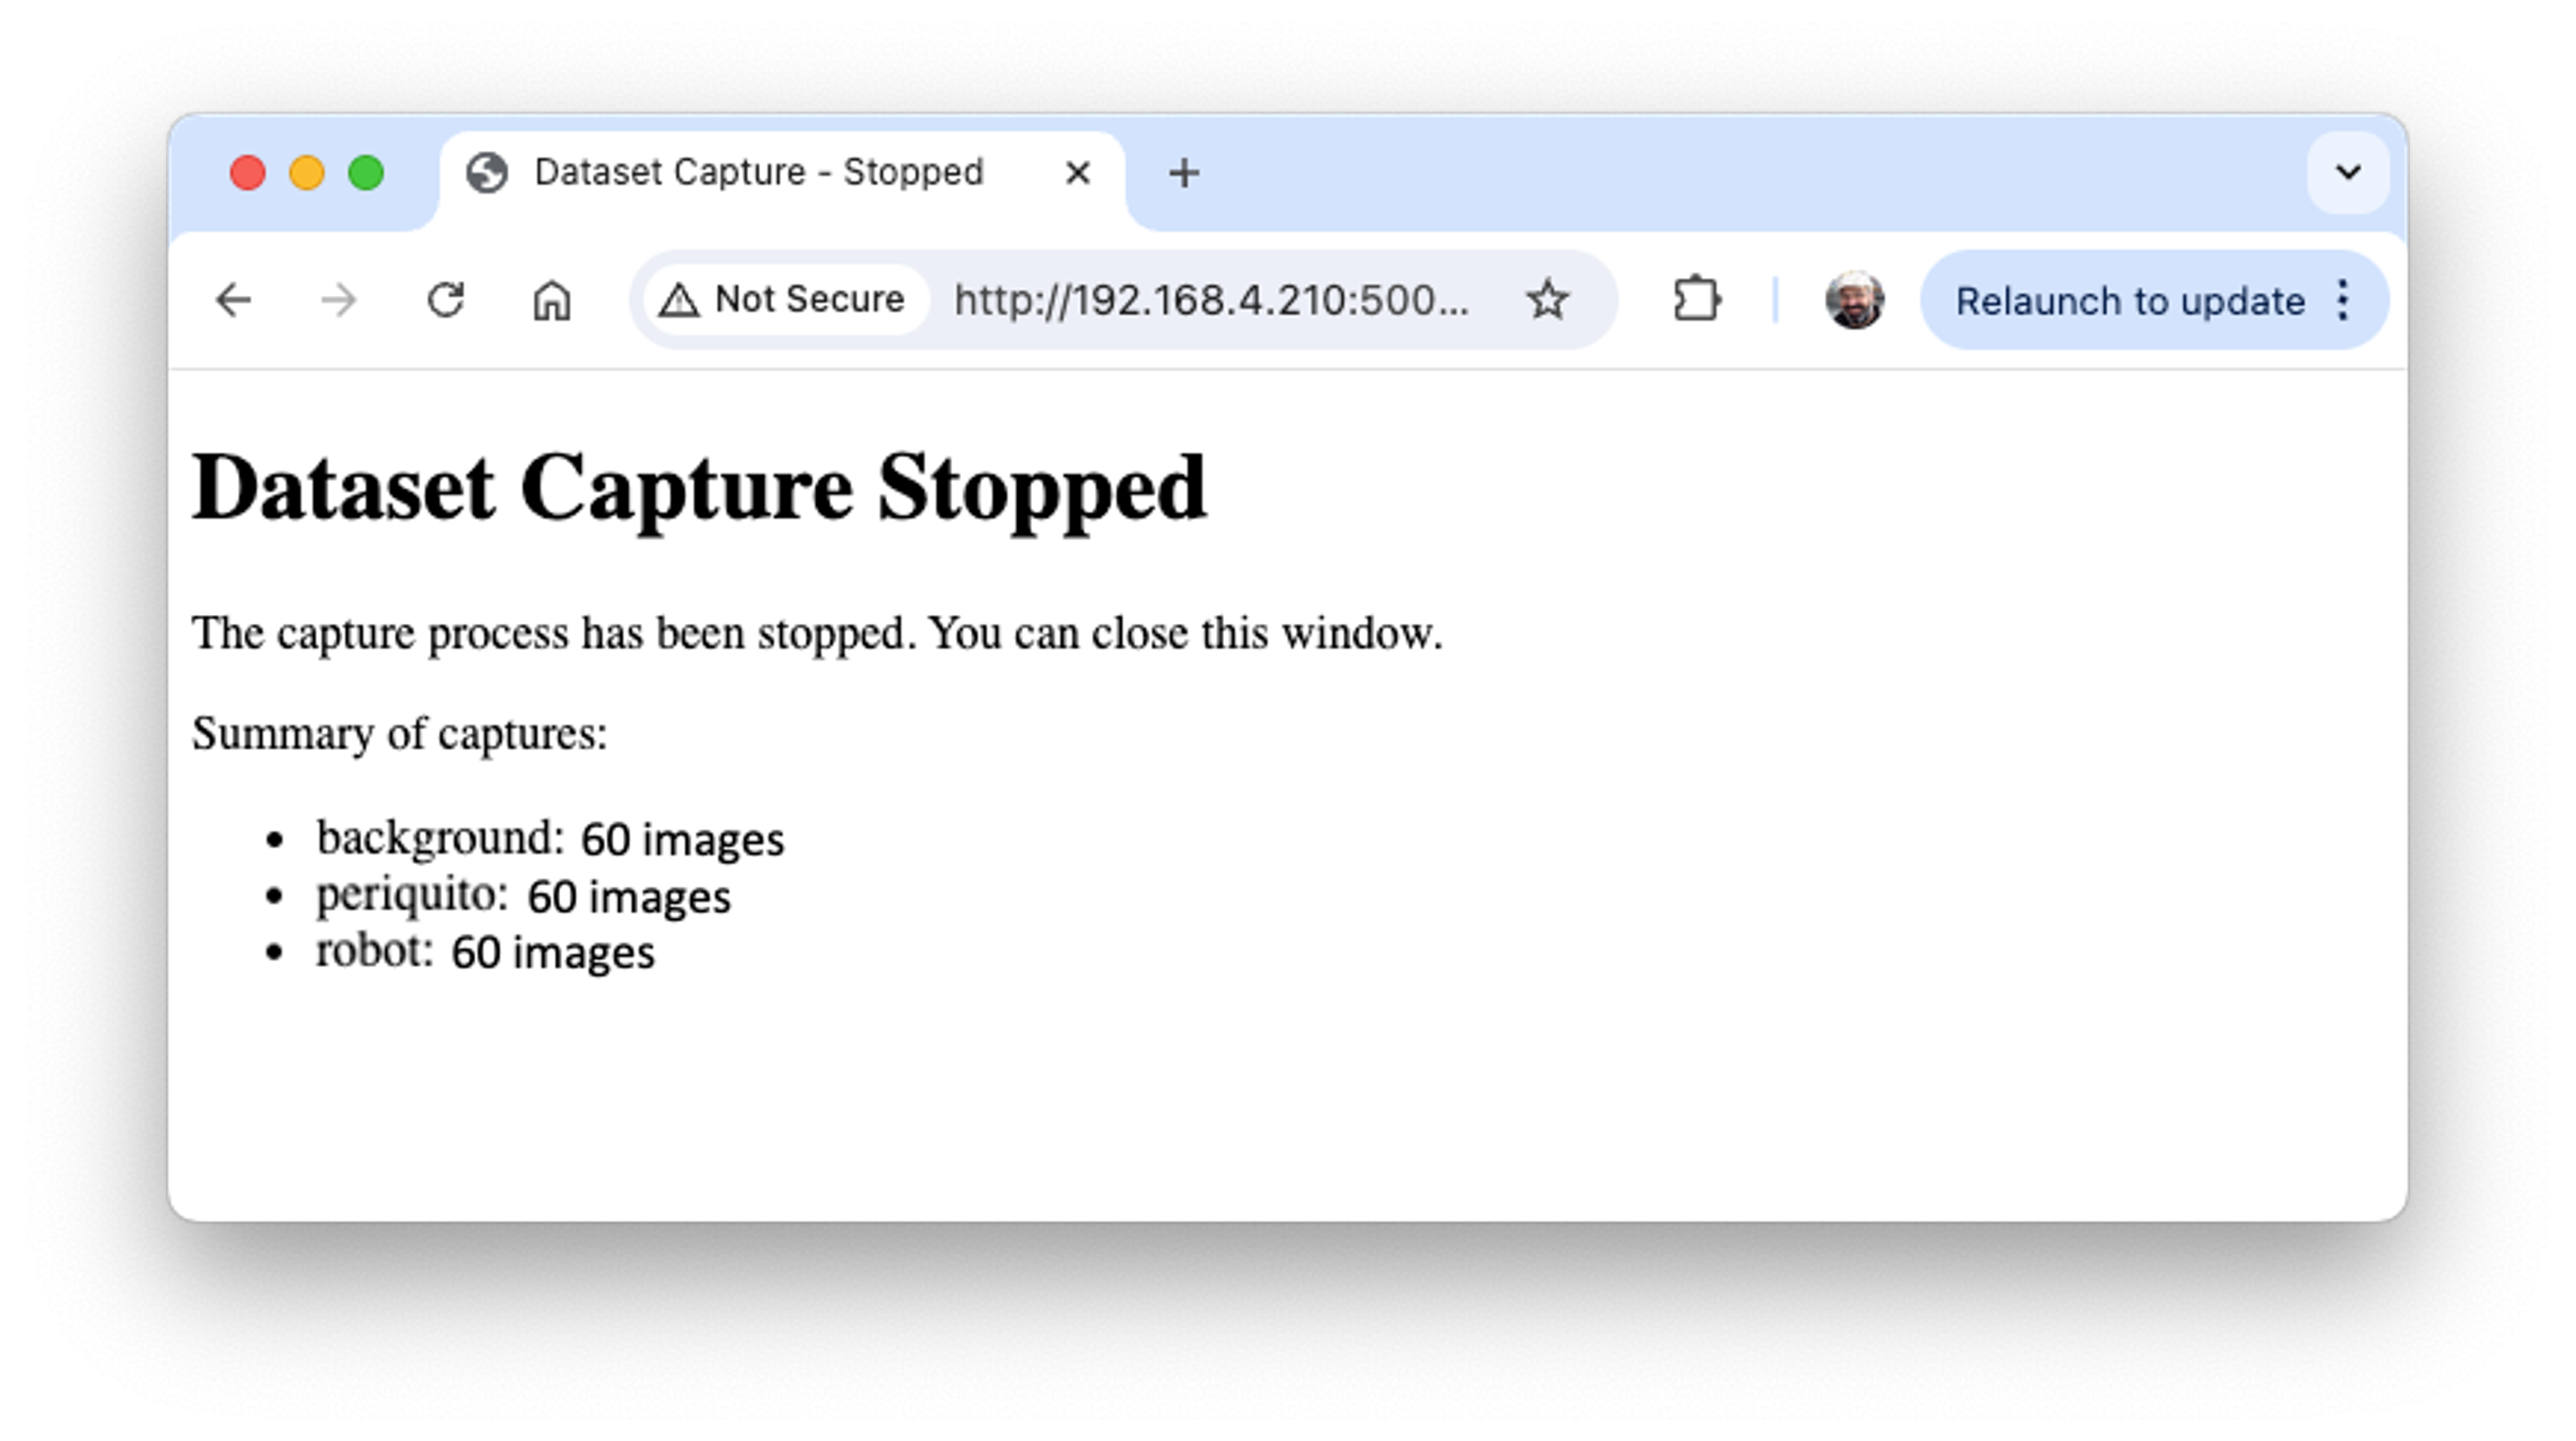 Dataset Capture - Stopped
Not Secure http://192.168.4.210:500... Relaunch to update
Dataset Capture Stopped
The capture process has been stopped. You can close this window.
Summary of captures:
• background: 60 images
• periquito: 60 images
• robot: 60 images